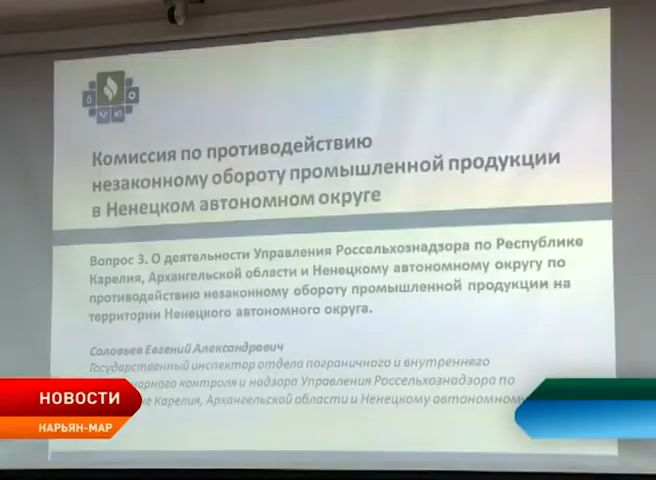 Комиссия по противодействию
незаконному обороту промышленной продукции
в Ненецком автономном округе
Вопрос 3. О деятельности Управления Россельхознадзора по Республике
Карелия, Архангельской области и Ненецкому автономному округу по
противодействию незаконному обороту промышленной продукции на
территории Ненецкого автономного округа.
Соловьев Евгений Александрович
Государственный инспектор отдела пограничного и внутреннего
контроля и надзора Управления Россельхознадзора по
Карелия, Архангельской области и Ненецкому автономному
НОВОСТИ
НАРЬЯН-МАР